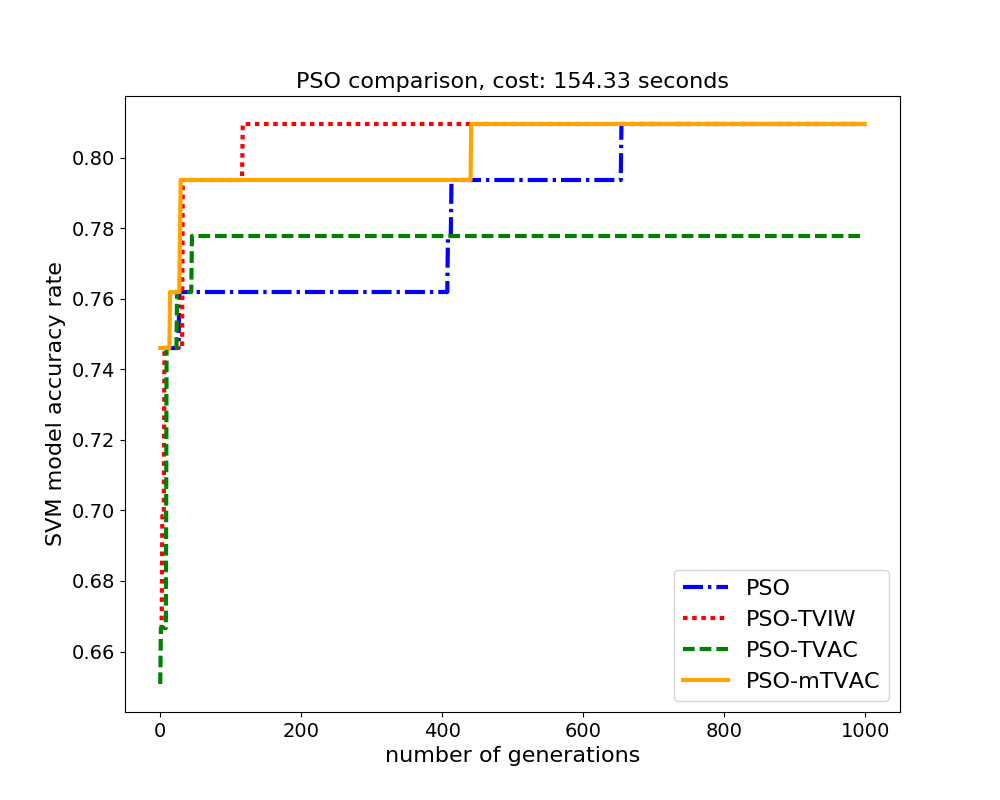 PSO comparison, cost: 154.33 seconds
SVM model accuracy rate
0.80
0.78
0.76
0.74
0.72
0.70
0.68
0.66
0 200 400 600 800 1000
number of generations
PSO
PSO-TVIW
PSO-TVAC
PSO-mTVAC